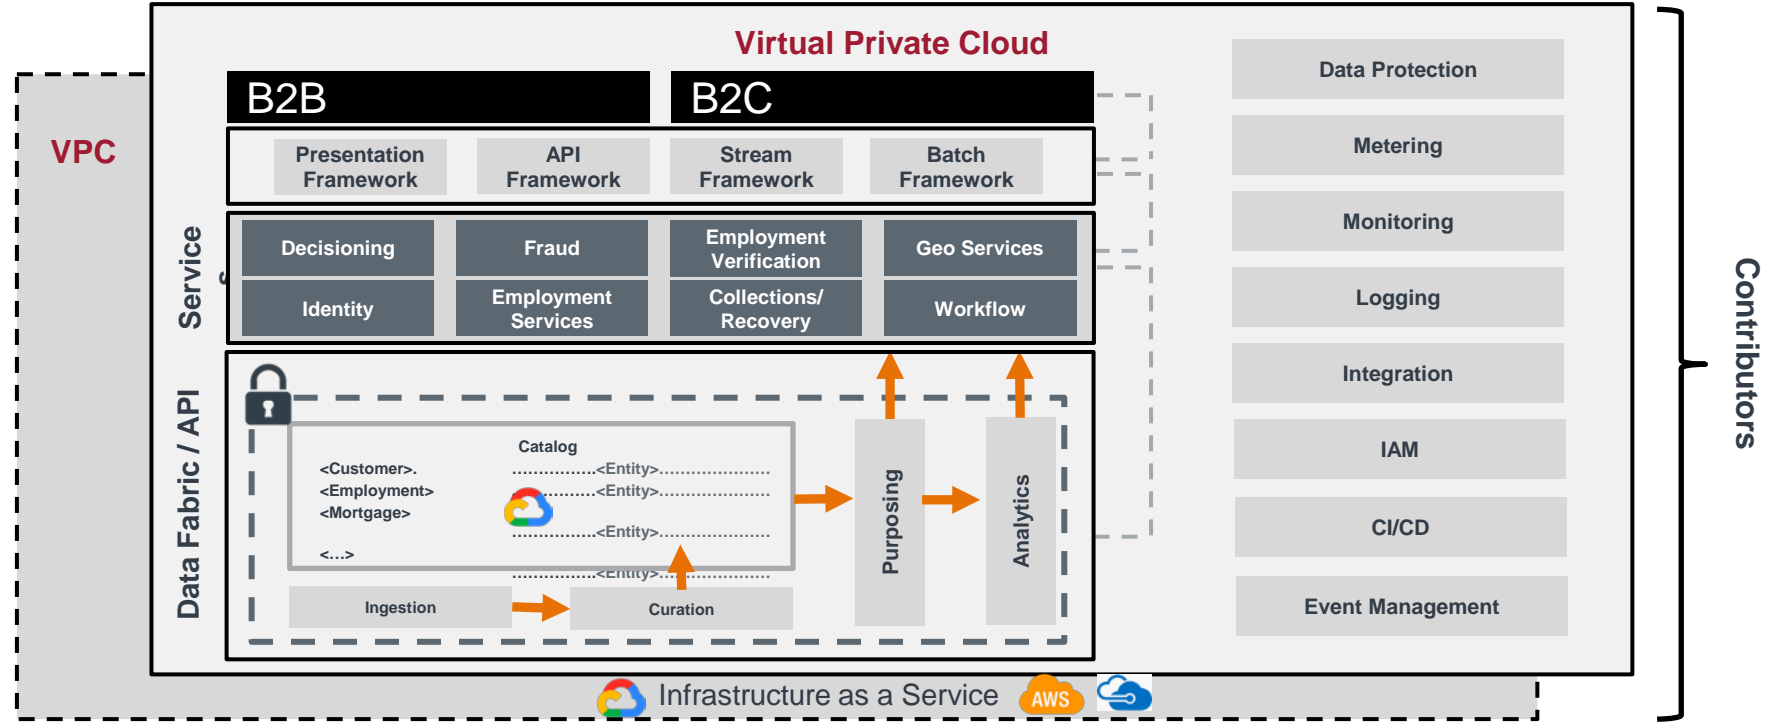 Virtual Private Cloud
VPC
B2B
B2C
Presentation
Framework
API
Framework
Stream
Framework
Batch
Framework
Service
s
Decisioning
Fraud
Employment
Verification
Geo Services
Identity
Employment
Services
Collections/
Recovery
Workflow
Data Fabric / API
Catalog
<Customer>.
................<Entity>......................
<Employment>
................<Entity>......................
<Mortgage>
................<Entity>......................
<...>
................<Entity>......................
Ingestion
Curation
Purposing
Analytics
Data Protection
Metering
Monitoring
Logging
Integration
IAM
CI/CD
Event Management
Contributors
Infrastructure as a Service
AWS